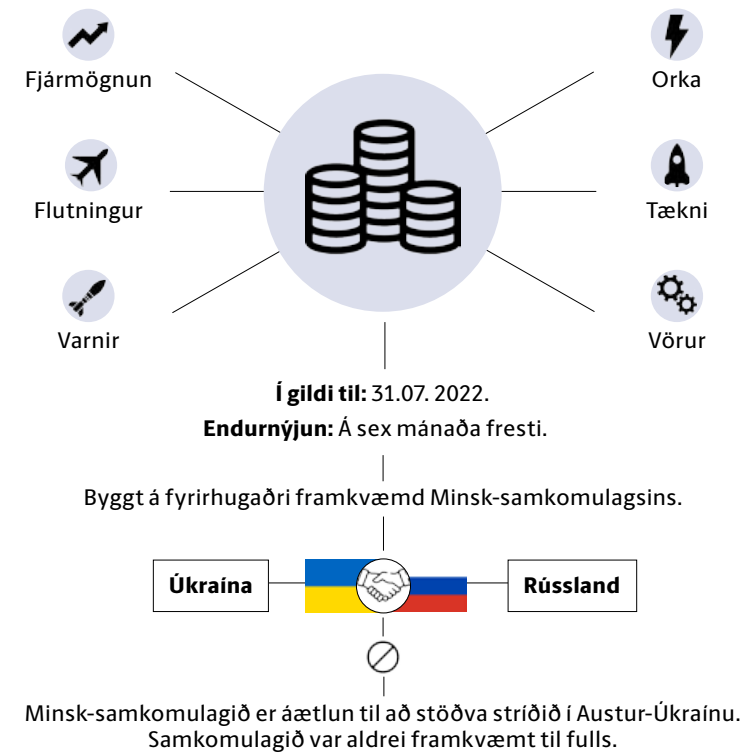 Fjármögnun
Orka
Flutningur
Tækni
Varnir
Vörur
Í gildi til: 31.07. 2022.
Endurnýjun: Á sex mánaða fresti.
Byggt á fyrirhugaðri framkvæmd Minsk-samkomulagsins.
Úkraína
Rússland
Minsk-samkomulagið er áætlun til að stöðva stríðið í Austur-Úkraínu.
Samkomulagið var aldrei framkvæmt til fulls.